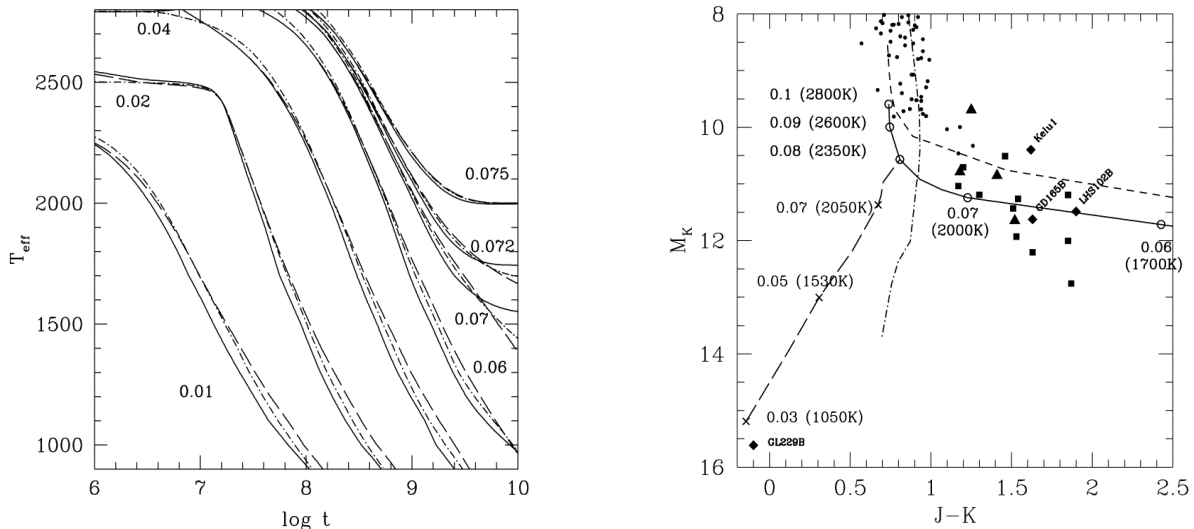 T_eff
2500
2000
1500
1000
0.04
0.02
0.01
0.075
0.072
0.07
0.06
6
7
8
9
10
log t
M_K
8
10
12
14
16
0.1 (2800K)
0.09 (2600K)
0.08 (2350K)
Kelu1
GD165B
LHS102B
0.07 (2050K)
0.07
(2000K)
0.06
(1700K)
0.05 (1530K)
0.03 (1050K)
GL229B
0
0.5
1
1.5
2
2.5
J−K